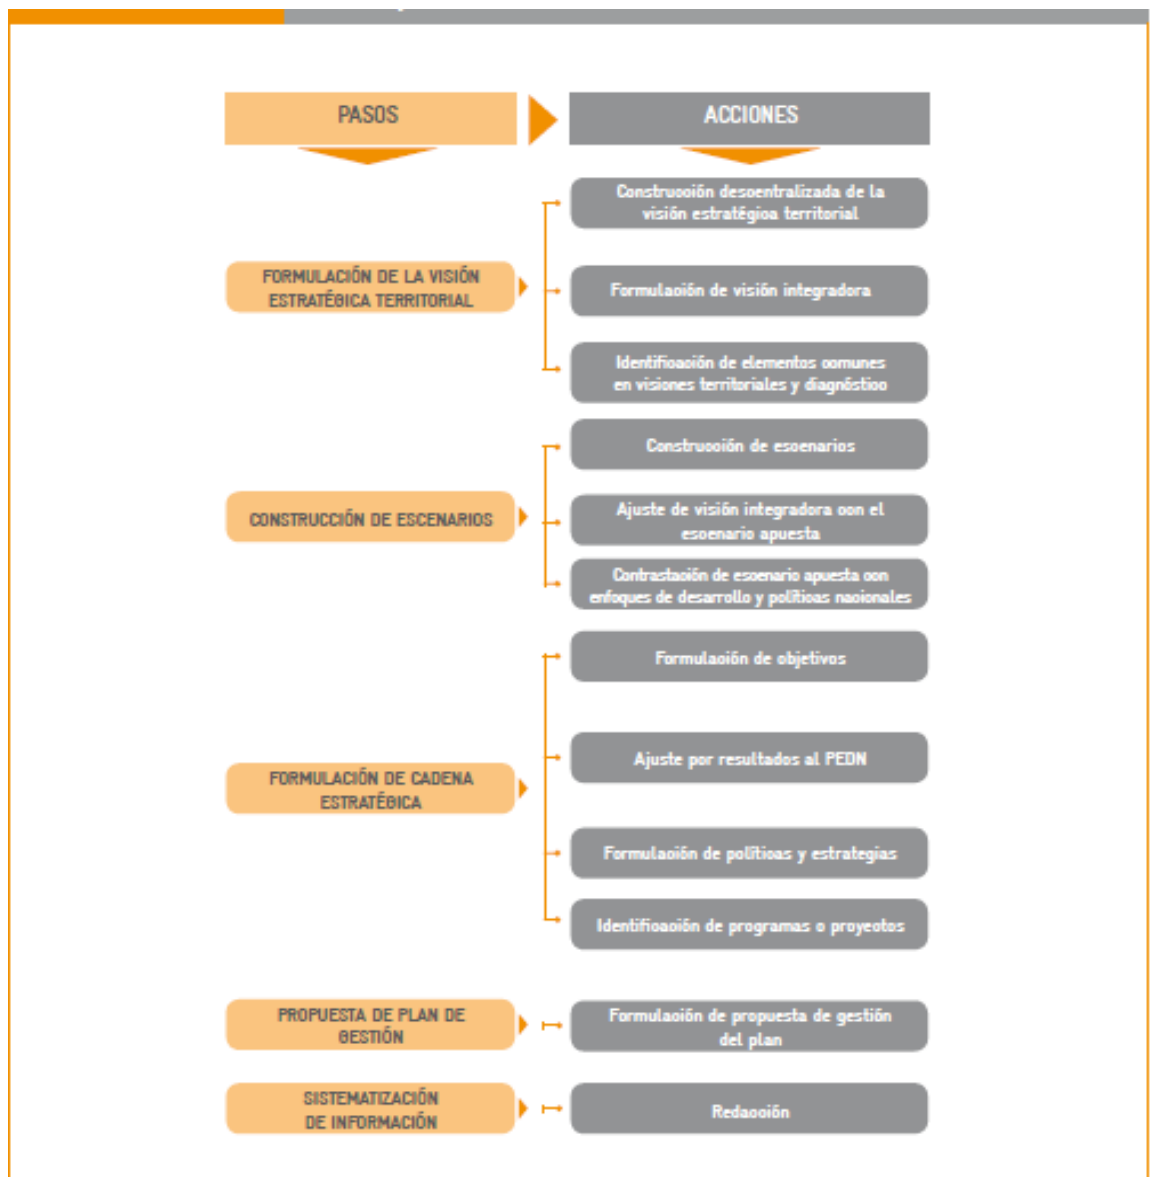 PASOS
ACCIONES
FORMULACIÓN DE LA VISIÓN
ESTRATÉGICA TERRITORIAL
Construcción descentralizada de la
visión estratégica territorial
Formulación de visión integradora
Identificación de elementos comunes
en visiones territoriales y diagnóstico
CONSTRUCCIÓN DE ESCENARIOS
Construcción de escenarios
Ajuste de visión integradora con el
escenario apuesta
Contrastación de escenario apuesta con
enfoques de desarrollo y políticas nacionales
FORMULACIÓN DE CADENA
ESTRATÉGICA
Formulación de objetivos
Ajuste por resultados al PEDN
Formulación de políticas y estrategias
Identificación de programas o proyectos
PROPUESTA DE PLAN DE
GESTIÓN
Formulación de propuesta de gestión
del plan
SISTEMATIZACIÓN
DE INFORMACIÓN
Redacción